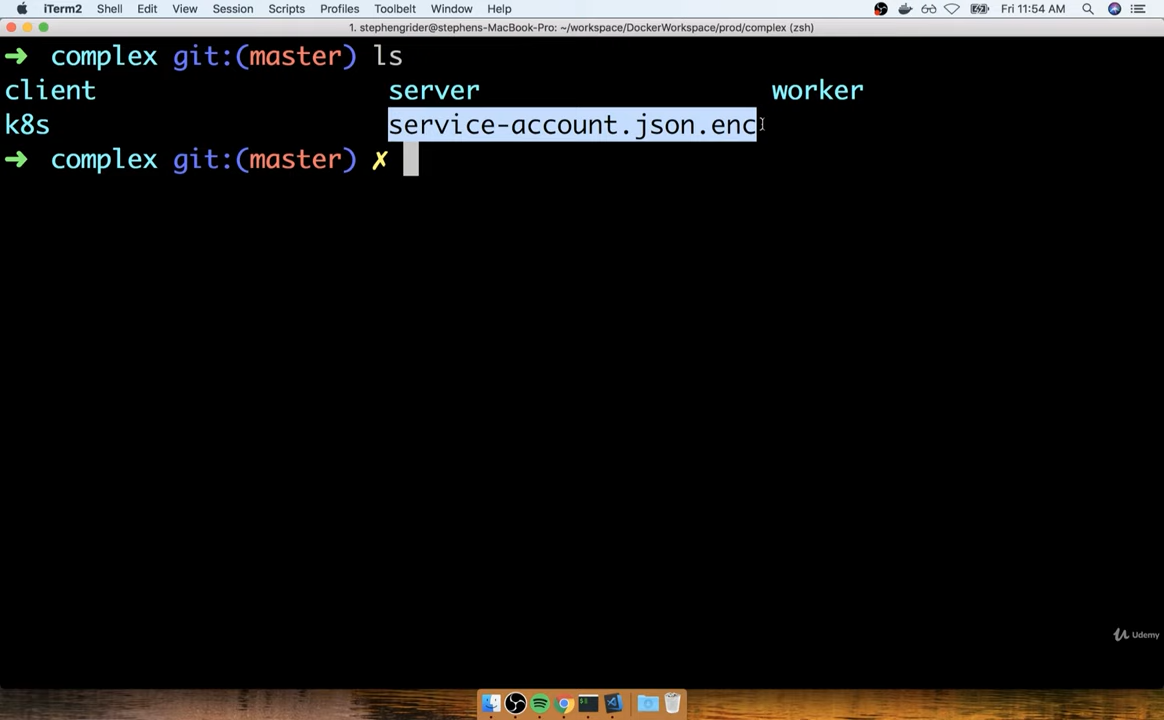 iTerm2 Shell Edit View Session Scripts Profiles Toolbelt Window Help Fri 11:54 AM
1. stephengrider@stephens-MacBook-Pro: ~/workspace/DockerWorkspace/prod/complex (zsh)
➜ complex git:(master) ls
client server worker
k8s service-account.json.enc
➜ complex git:(master) ✗
Udemy